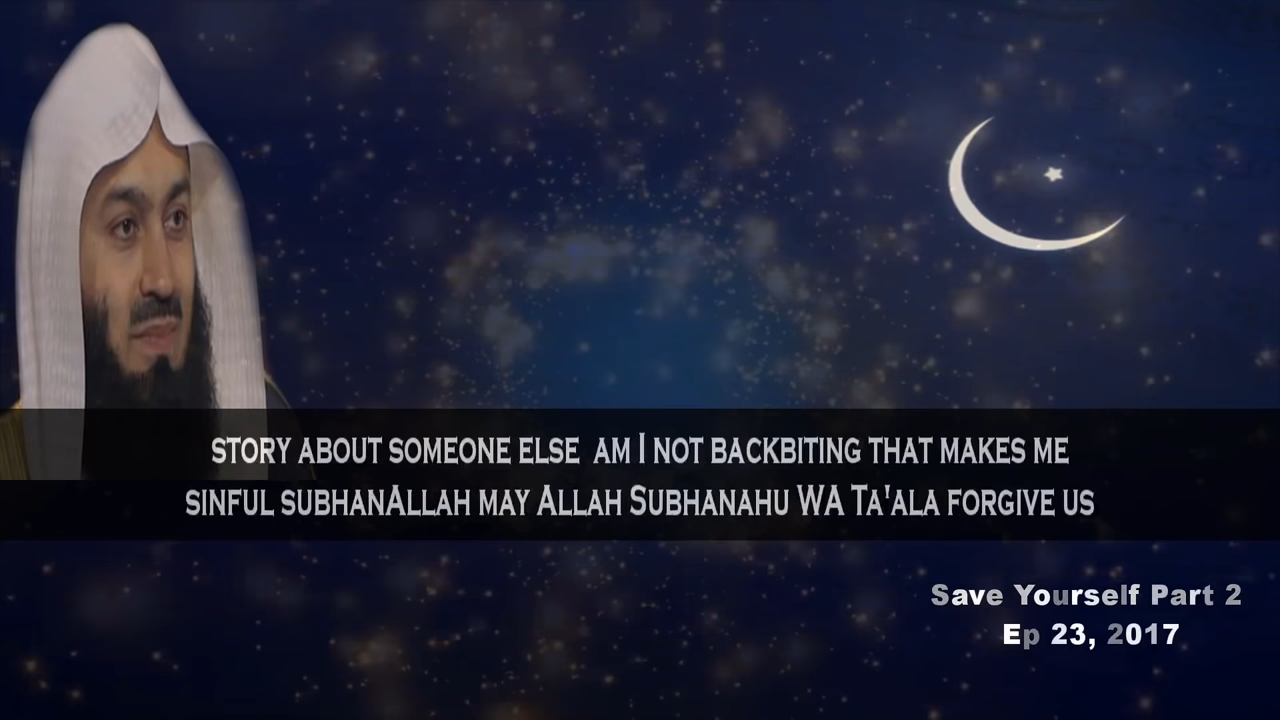 STORY ABOUT SOMEONE ELSE AM I NOT BACKBITING THAT MAKES ME
SINFUL SUBHANALLAH MAY ALLAH SUBHANAHU WA TA'ALA FORGIVE US
Save Yourself Part 2
Ep 23, 2017